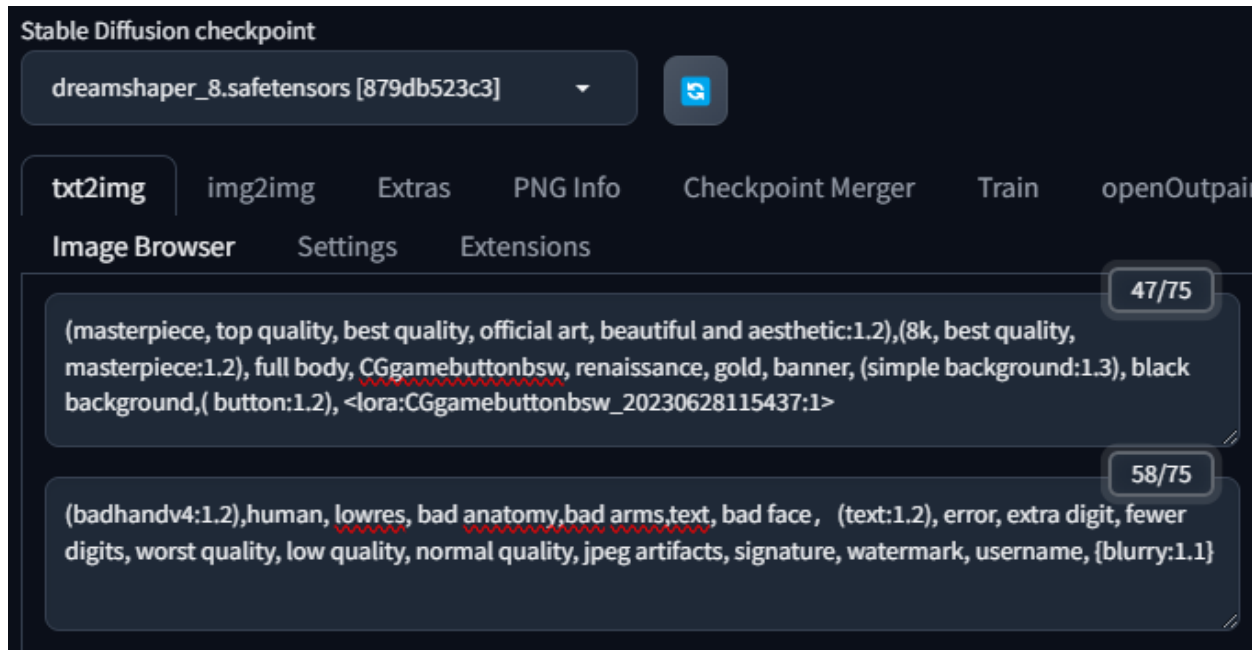 Stable Diffusion checkpoint
dreamshaper_8.safetensors [879db523c3]
txt2img img2img Extras PNG Info Checkpoint Merger Train openOutpai
Image Browser Settings Extensions
47/75
(masterpiece, top quality, best quality, official art, beautiful and aesthetic:1.2),(8k, best quality,
masterpiece:1.2), full body, CGgamebuttonbsw, renaissance, gold, banner, (simple background:1.3), black
background,( button:1.2), <lora:CGgamebuttonbsw_20230628115437:1>
58/75
(badhandv4:1.2),human, lowres, bad anatomy,bad arms,text, bad face， (text:1.2), error, extra digit, fewer
digits, worst quality, low quality, normal quality, jpeg artifacts, signature, watermark, username, {blurry:1.1}